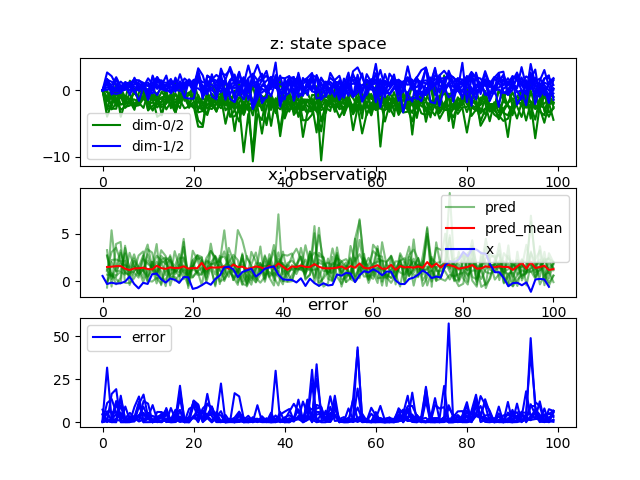 z: state space
0
−10
dim-0/2
dim-1/2
0 20 40 60 80 100
x: observation
5
0
pred
pred_mean
x
0 20 40 60 80 100
error
50
25
0
error
0 20 40 60 80 100